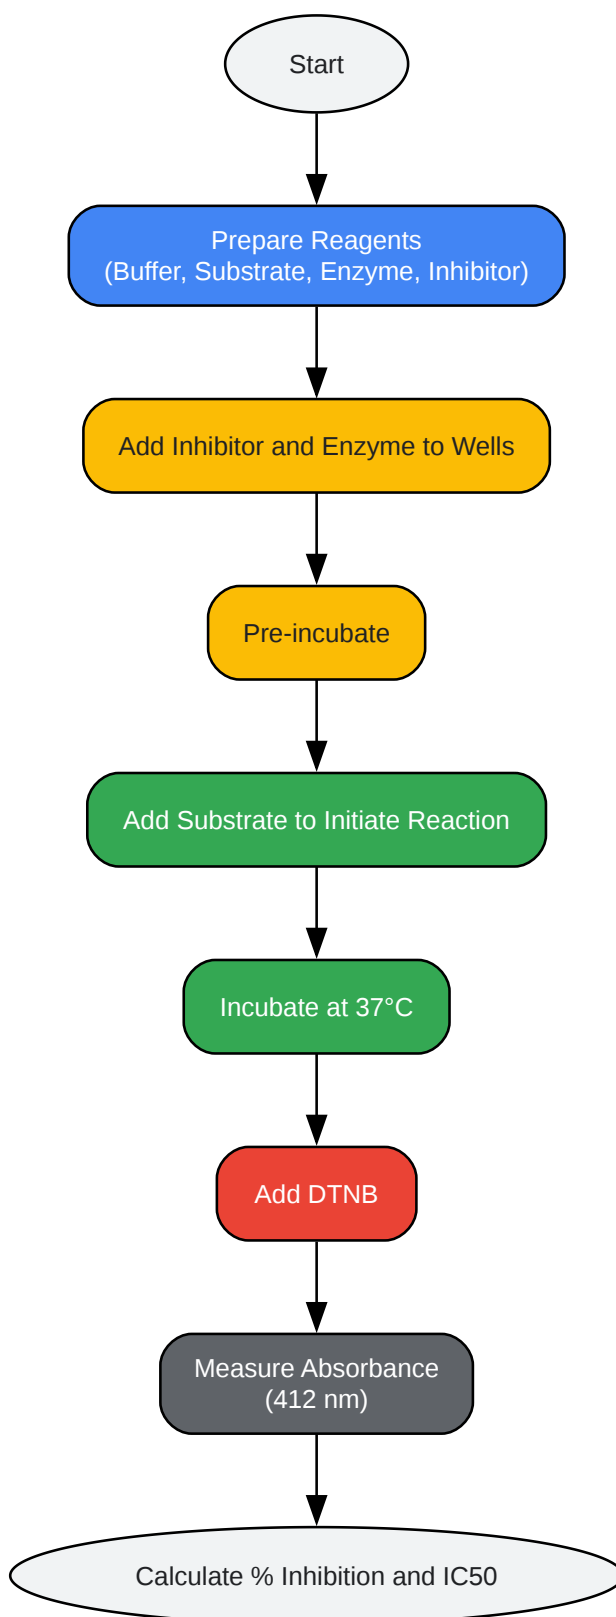 Start
Prepare Reagents
(Buffer, Substrate, Enzyme, Inhibitor)
Add Inhibitor and Enzyme to Wells
Pre-incubate
Add Substrate to Initiate Reaction
Incubate at 37°C
Add DTNB
Measure Absorbance
(412 nm)
Calculate % Inhibition and IC50